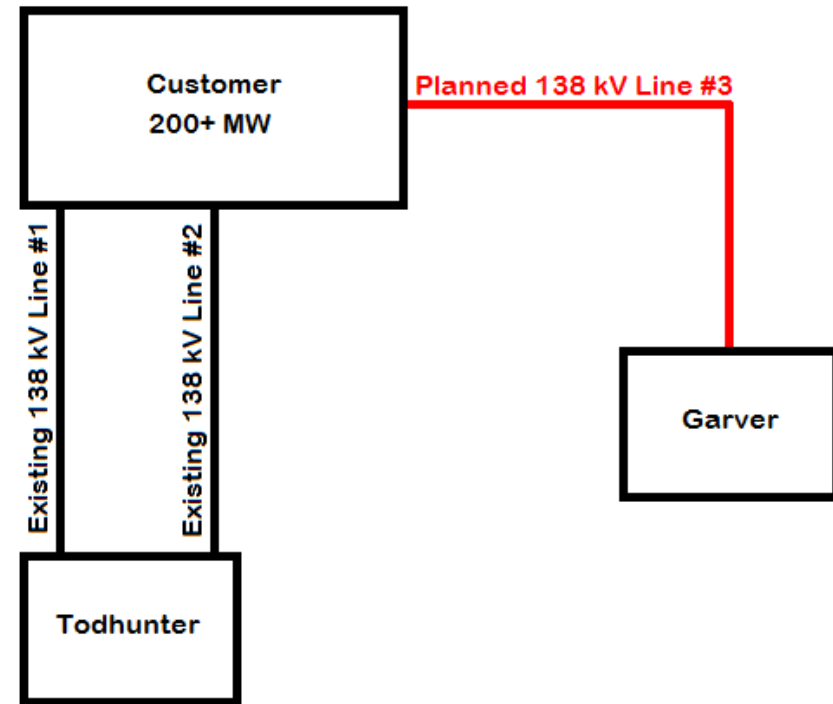 Customer
200+ MW
Planned 138 kV Line #3
Existing 138 kV Line #1
Existing 138 kV Line #2
Garver
Todhunter